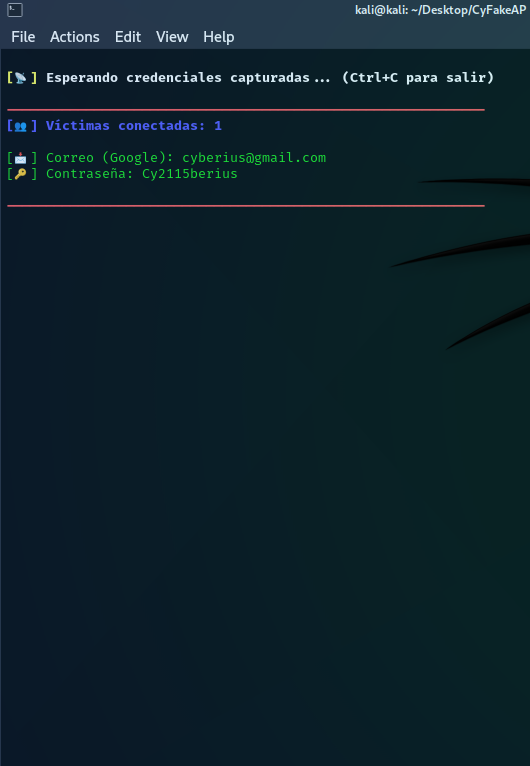 kali@kali: ~/Desktop/CyFakeAP
File Actions Edit View Help
[📡] Esperando credenciales capturadas... (Ctrl+C para salir)
[👥] Víctimas conectadas: 1
[📩] Correo (Google): cyberius@gmail.com
[🔑] Contraseña: Cy2115berius